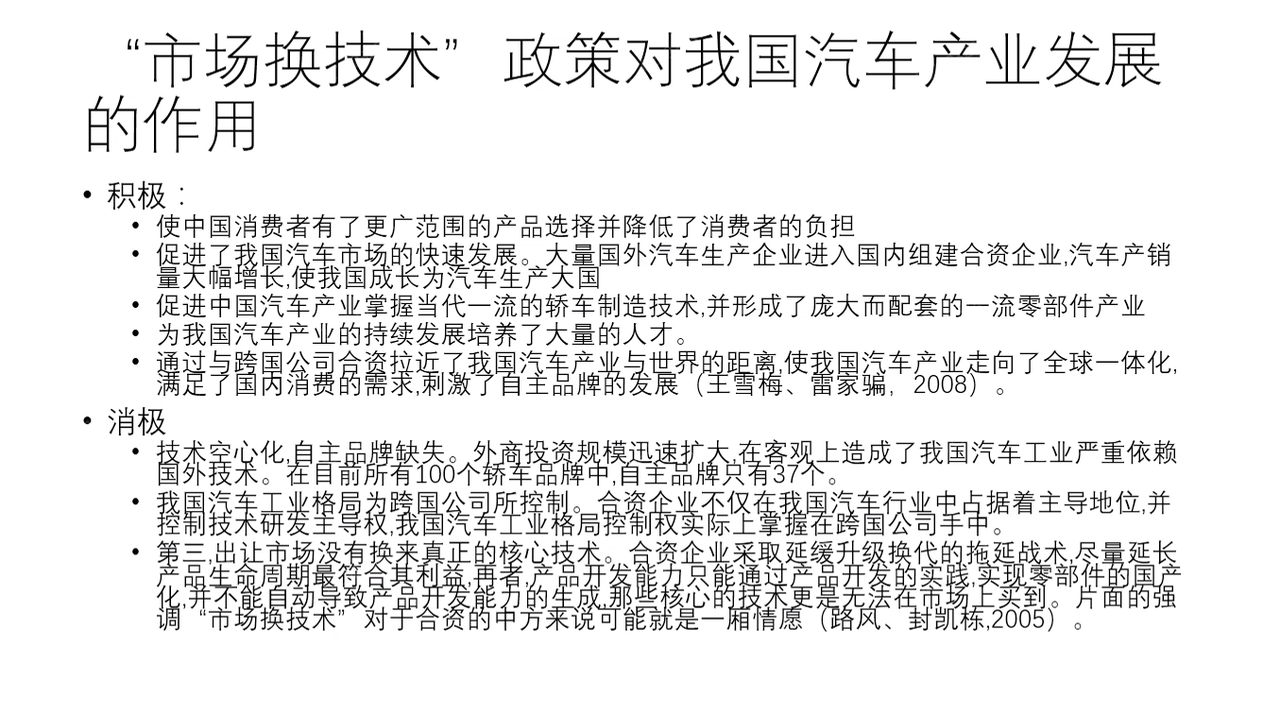 “市场换技术” 政策对我国汽车产业发展
的作用
• 积极：
• 使中国消费者有了更广范围的产品选择并降低了消费者的负担
• 促进了我国汽车市场的快速发展。大量国外汽车生产企业进入国内组建合资企业,汽车产销
量大幅增长,使我国成长为汽车生产大国
• 促进中国汽车产业掌握当代一流的轿车制造技术,并形成了庞大而配套的一流零部件产业
• 为我国汽车产业的持续发展培养了大量的人才。
• 通过与跨国公司合资拉近了我国汽车产业与世界的距离,使我国汽车产业走向了全球一体化,
满足了国内消费的需求,刺激了自主品牌的发展（王雪梅、雷家骕，2008）。
• 消极
• 技术空心化,自主品牌缺失。外商投资规模迅速扩大,在客观上造成了我国汽车工业严重依赖
国外技术。在目前所有100个轿车品牌中,自主品牌只有37个。
• 我国汽车工业格局为跨国公司所控制。合资企业不仅在我国汽车行业中占据着主导地位,并
控制技术研发主导权,我国汽车工业格局控制权实际上掌握在跨国公司手中。
• 第三,出让市场没有换来真正的核心技术。合资企业采取延缓升级换代的拖延战术,尽量延长
产品生命周期最符合其利益,再者,产品开发能力只能通过产品开发的实践,实现零部件的国产
化,并不能自动导致产品开发能力的生成,那些核心的技术更是无法在市场上买到。片面的强
调“市场换技术”对于合资的中方来说可能就是一厢情愿（路风、封凯栋,2005）。